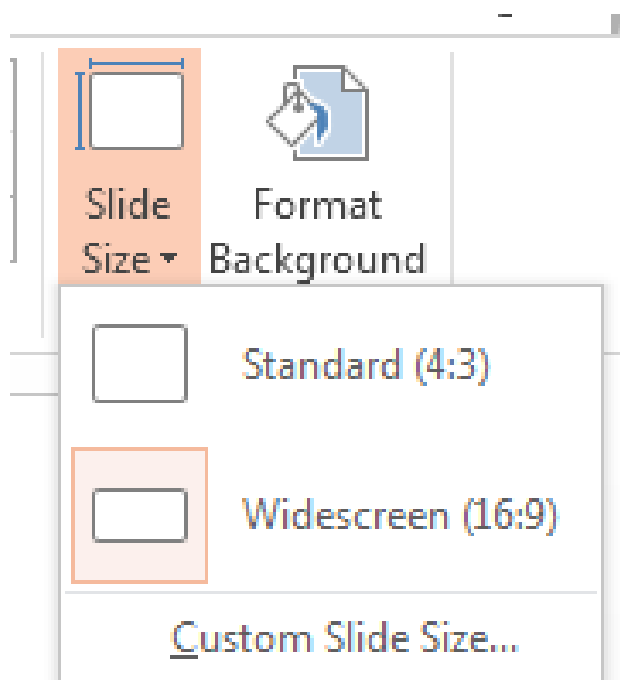 Slide
Size
Format
Background
Standard (4:3)
Widescreen (16:9)
Custom Slide Size...